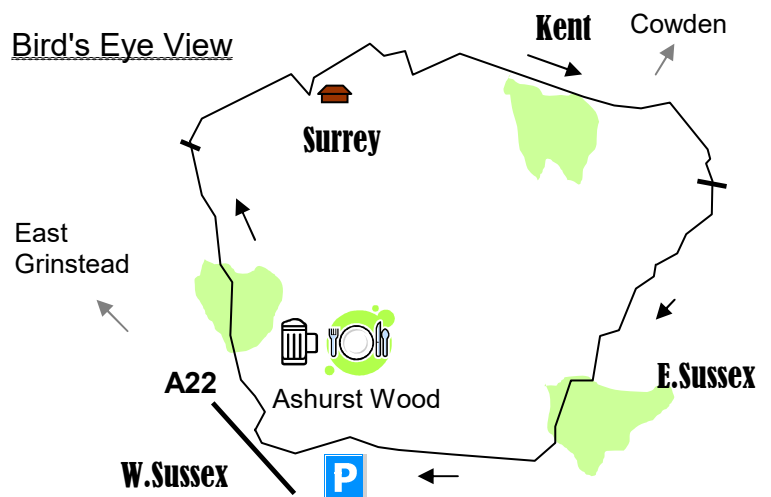 Bird's Eye View
Kent
Cowden
Surrey
East
Grinstead
A22
Ashurst Wood
E.Sussex
W.Sussex
P